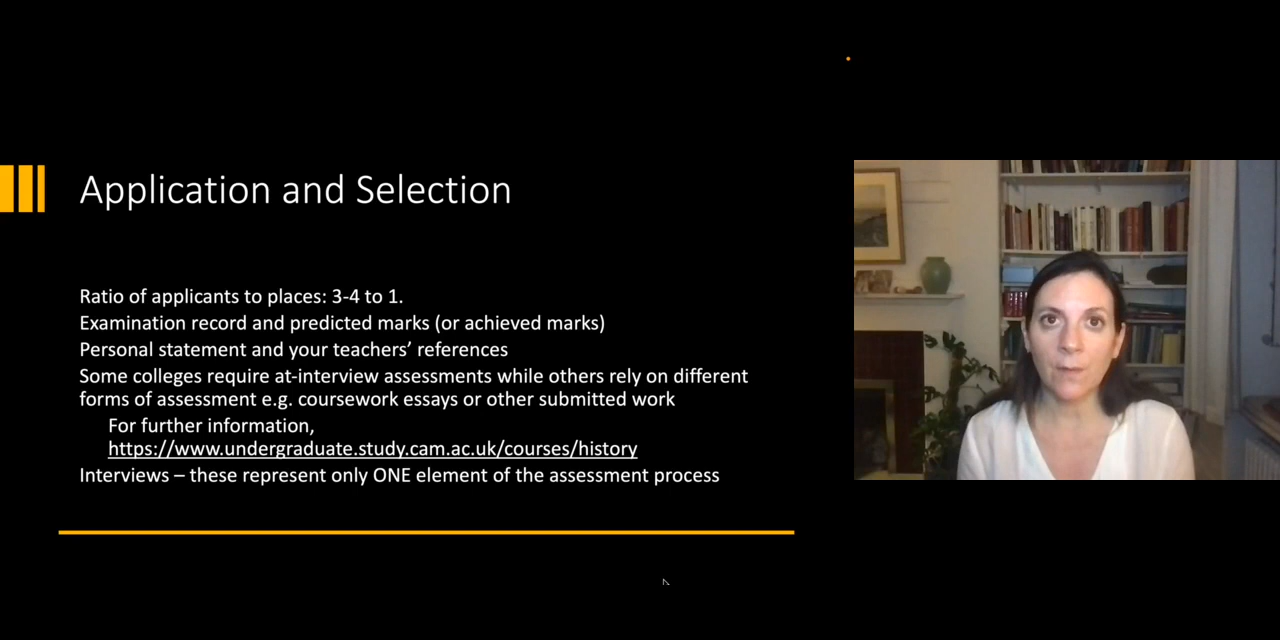 Application and Selection
Ratio of applicants to places: 3-4 to 1.
Examination record and predicted marks (or achieved marks)
Personal statement and your teachers’ references
Some colleges require at-interview assessments while others rely on different
forms of assessment e.g. coursework essays or other submitted work
For further information,
https://www.undergraduate.study.cam.ac.uk/courses/history
Interviews – these represent only ONE element of the assessment process